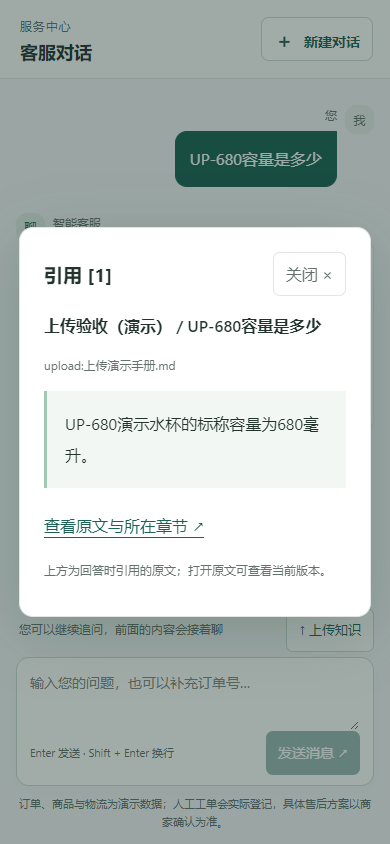 服务中心
客服对话
+ 新建对话
您
我
UP-680容量是多少
聊
智能客服
引用 [1]
关闭 ×
上传验收（演示） / UP-680容量是多少
upload:上传演示手册.md
UP-680演示水杯的标称容量为680毫
升。
查看原文与所在章节 ↗
上方为回答时引用的原文；打开原文可查看当前版本。
您可以继续追问，前面的内容会接着聊
↑ 上传知识
输入您的问题，也可以补充订单号...
Enter 发送 · Shift + Enter 换行
发送消息 ↗
订单、商品与物流为演示数据；人工工单会实际登记，具体售后方案以商
家确认为准。